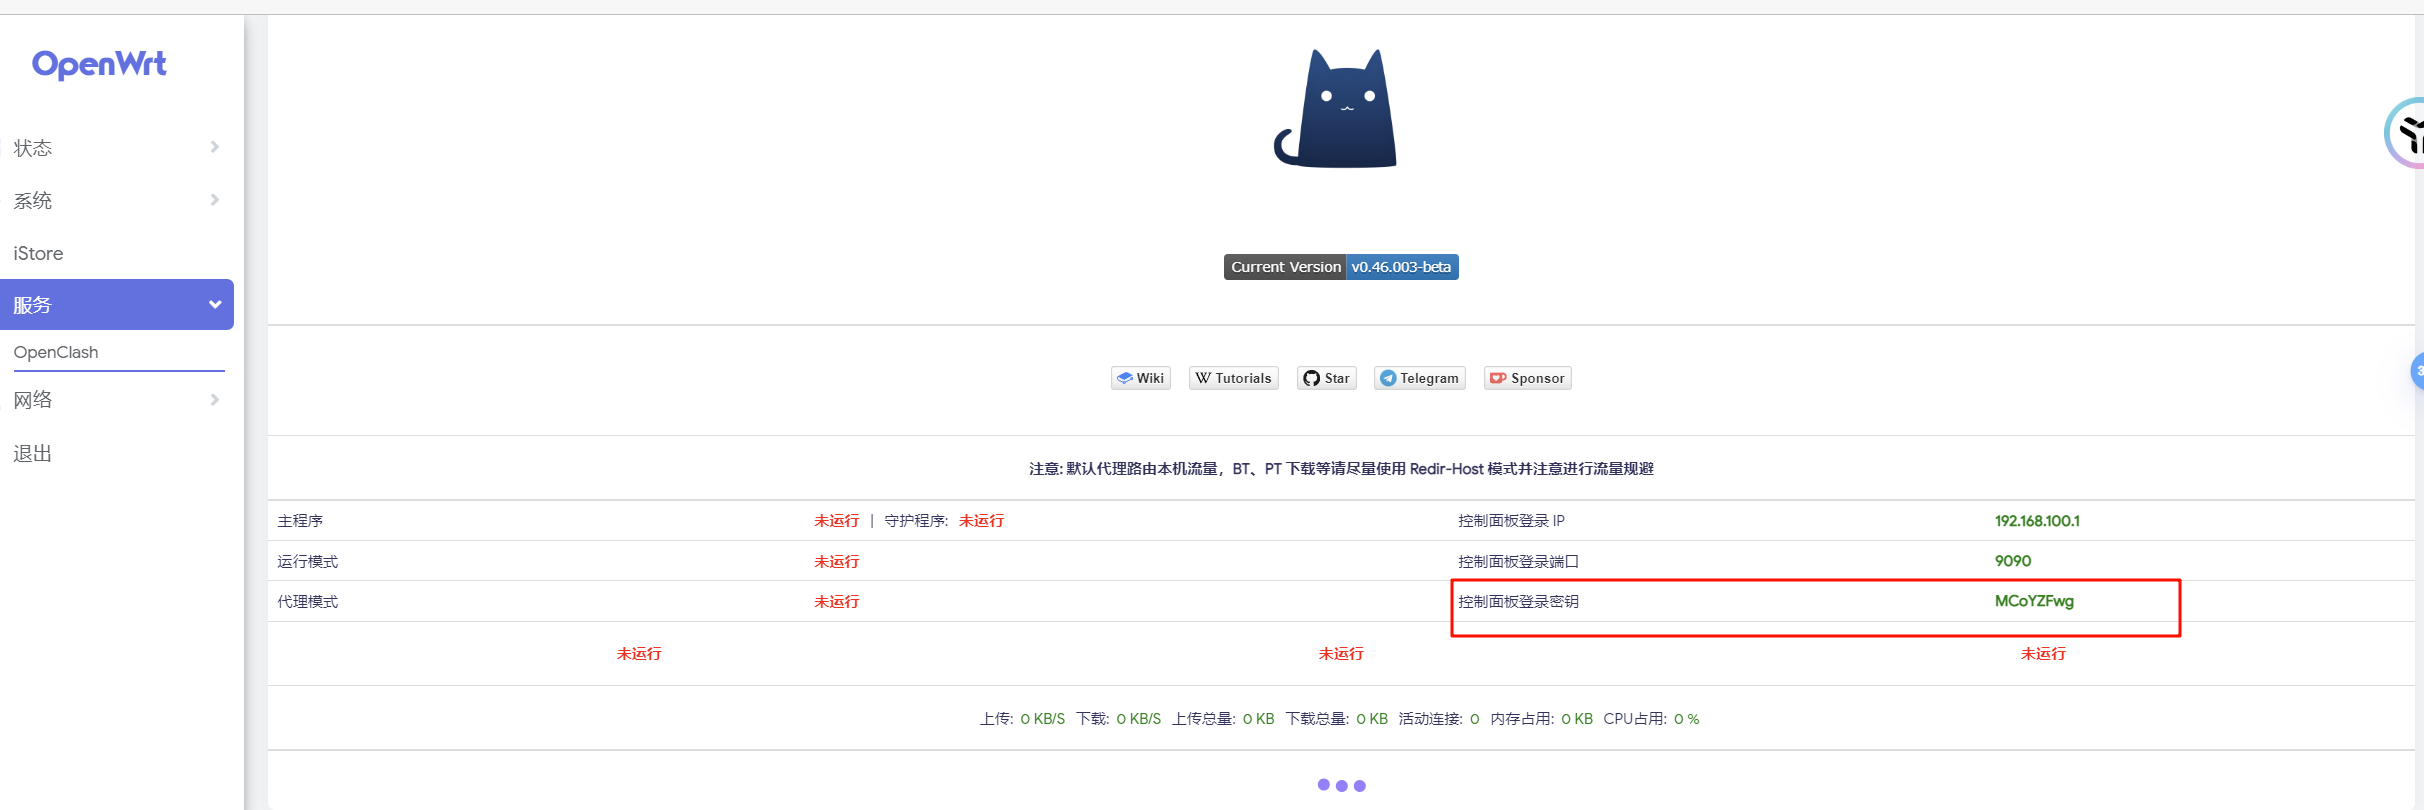 OpenWrt
状态
系统
iStore
服务
OpenClash
网络
退出
Current Version v0.46.003-beta
Wiki Tutorials Star Telegram Sponsor
注意: 默认代理路由本机流量，BT、PT 下载等请尽量使用 Redir-Host 模式并注意进行流量规避
主程序 未运行 | 守护程序: 未运行 控制面板登录 IP 192.168.100.1
运行模式 未运行 控制面板登录端口 9090
代理模式 未运行 控制面板登录密钥 MCoYZFwg
未运行 未运行 未运行
上传: 0 KB/S 下载: 0 KB/S 上传总量: 0 KB 下载总量: 0 KB 活动连接: 0 内存占用: 0 KB CPU占用: 0 %